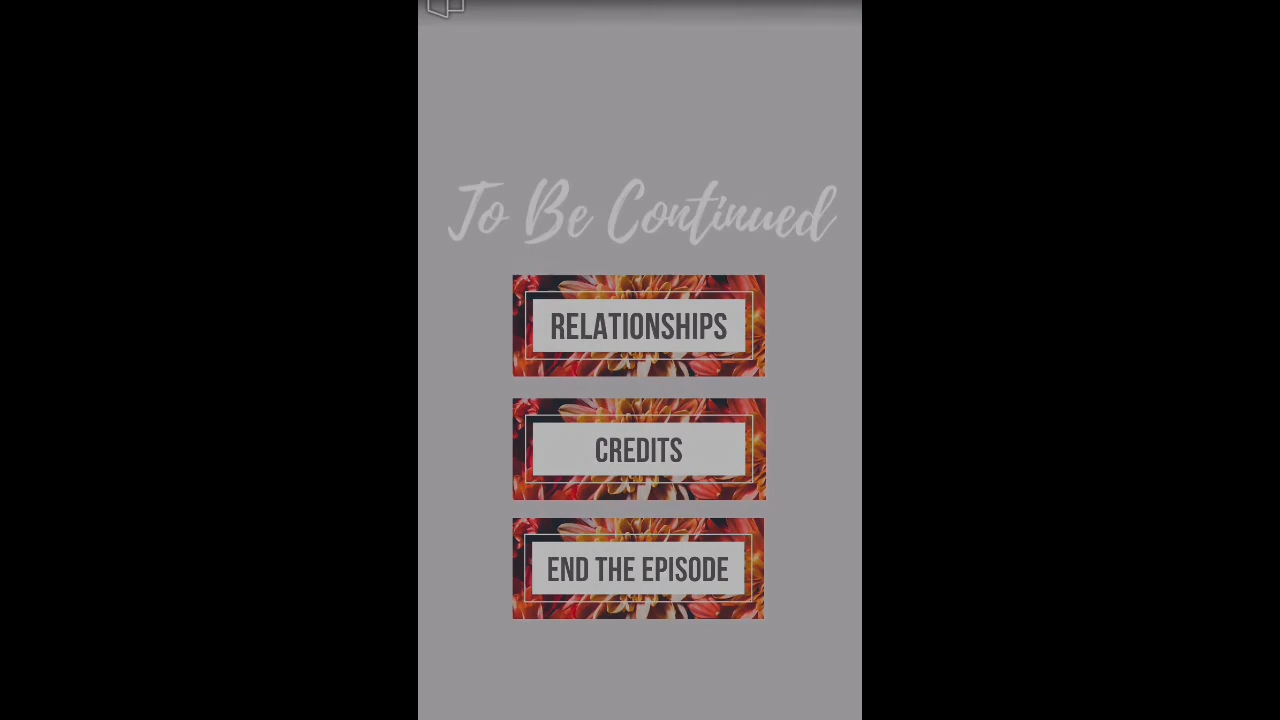 To Be Continued
RELATIONSHIPS
CREDITS
END THE EPISODE